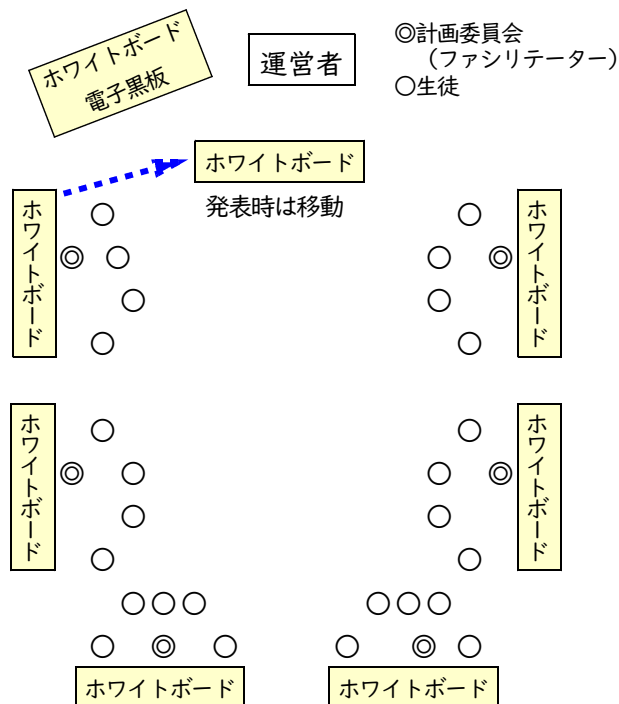 ホワイトボード
電子黒板
運営者
◎計画委員会
（ファシリテーター）
○生徒
ホワイトボード
発表時は移動
ホワイトボード
ホワイトボード
ホワイトボード
ホワイトボード
ホワイトボード
ホワイトボード